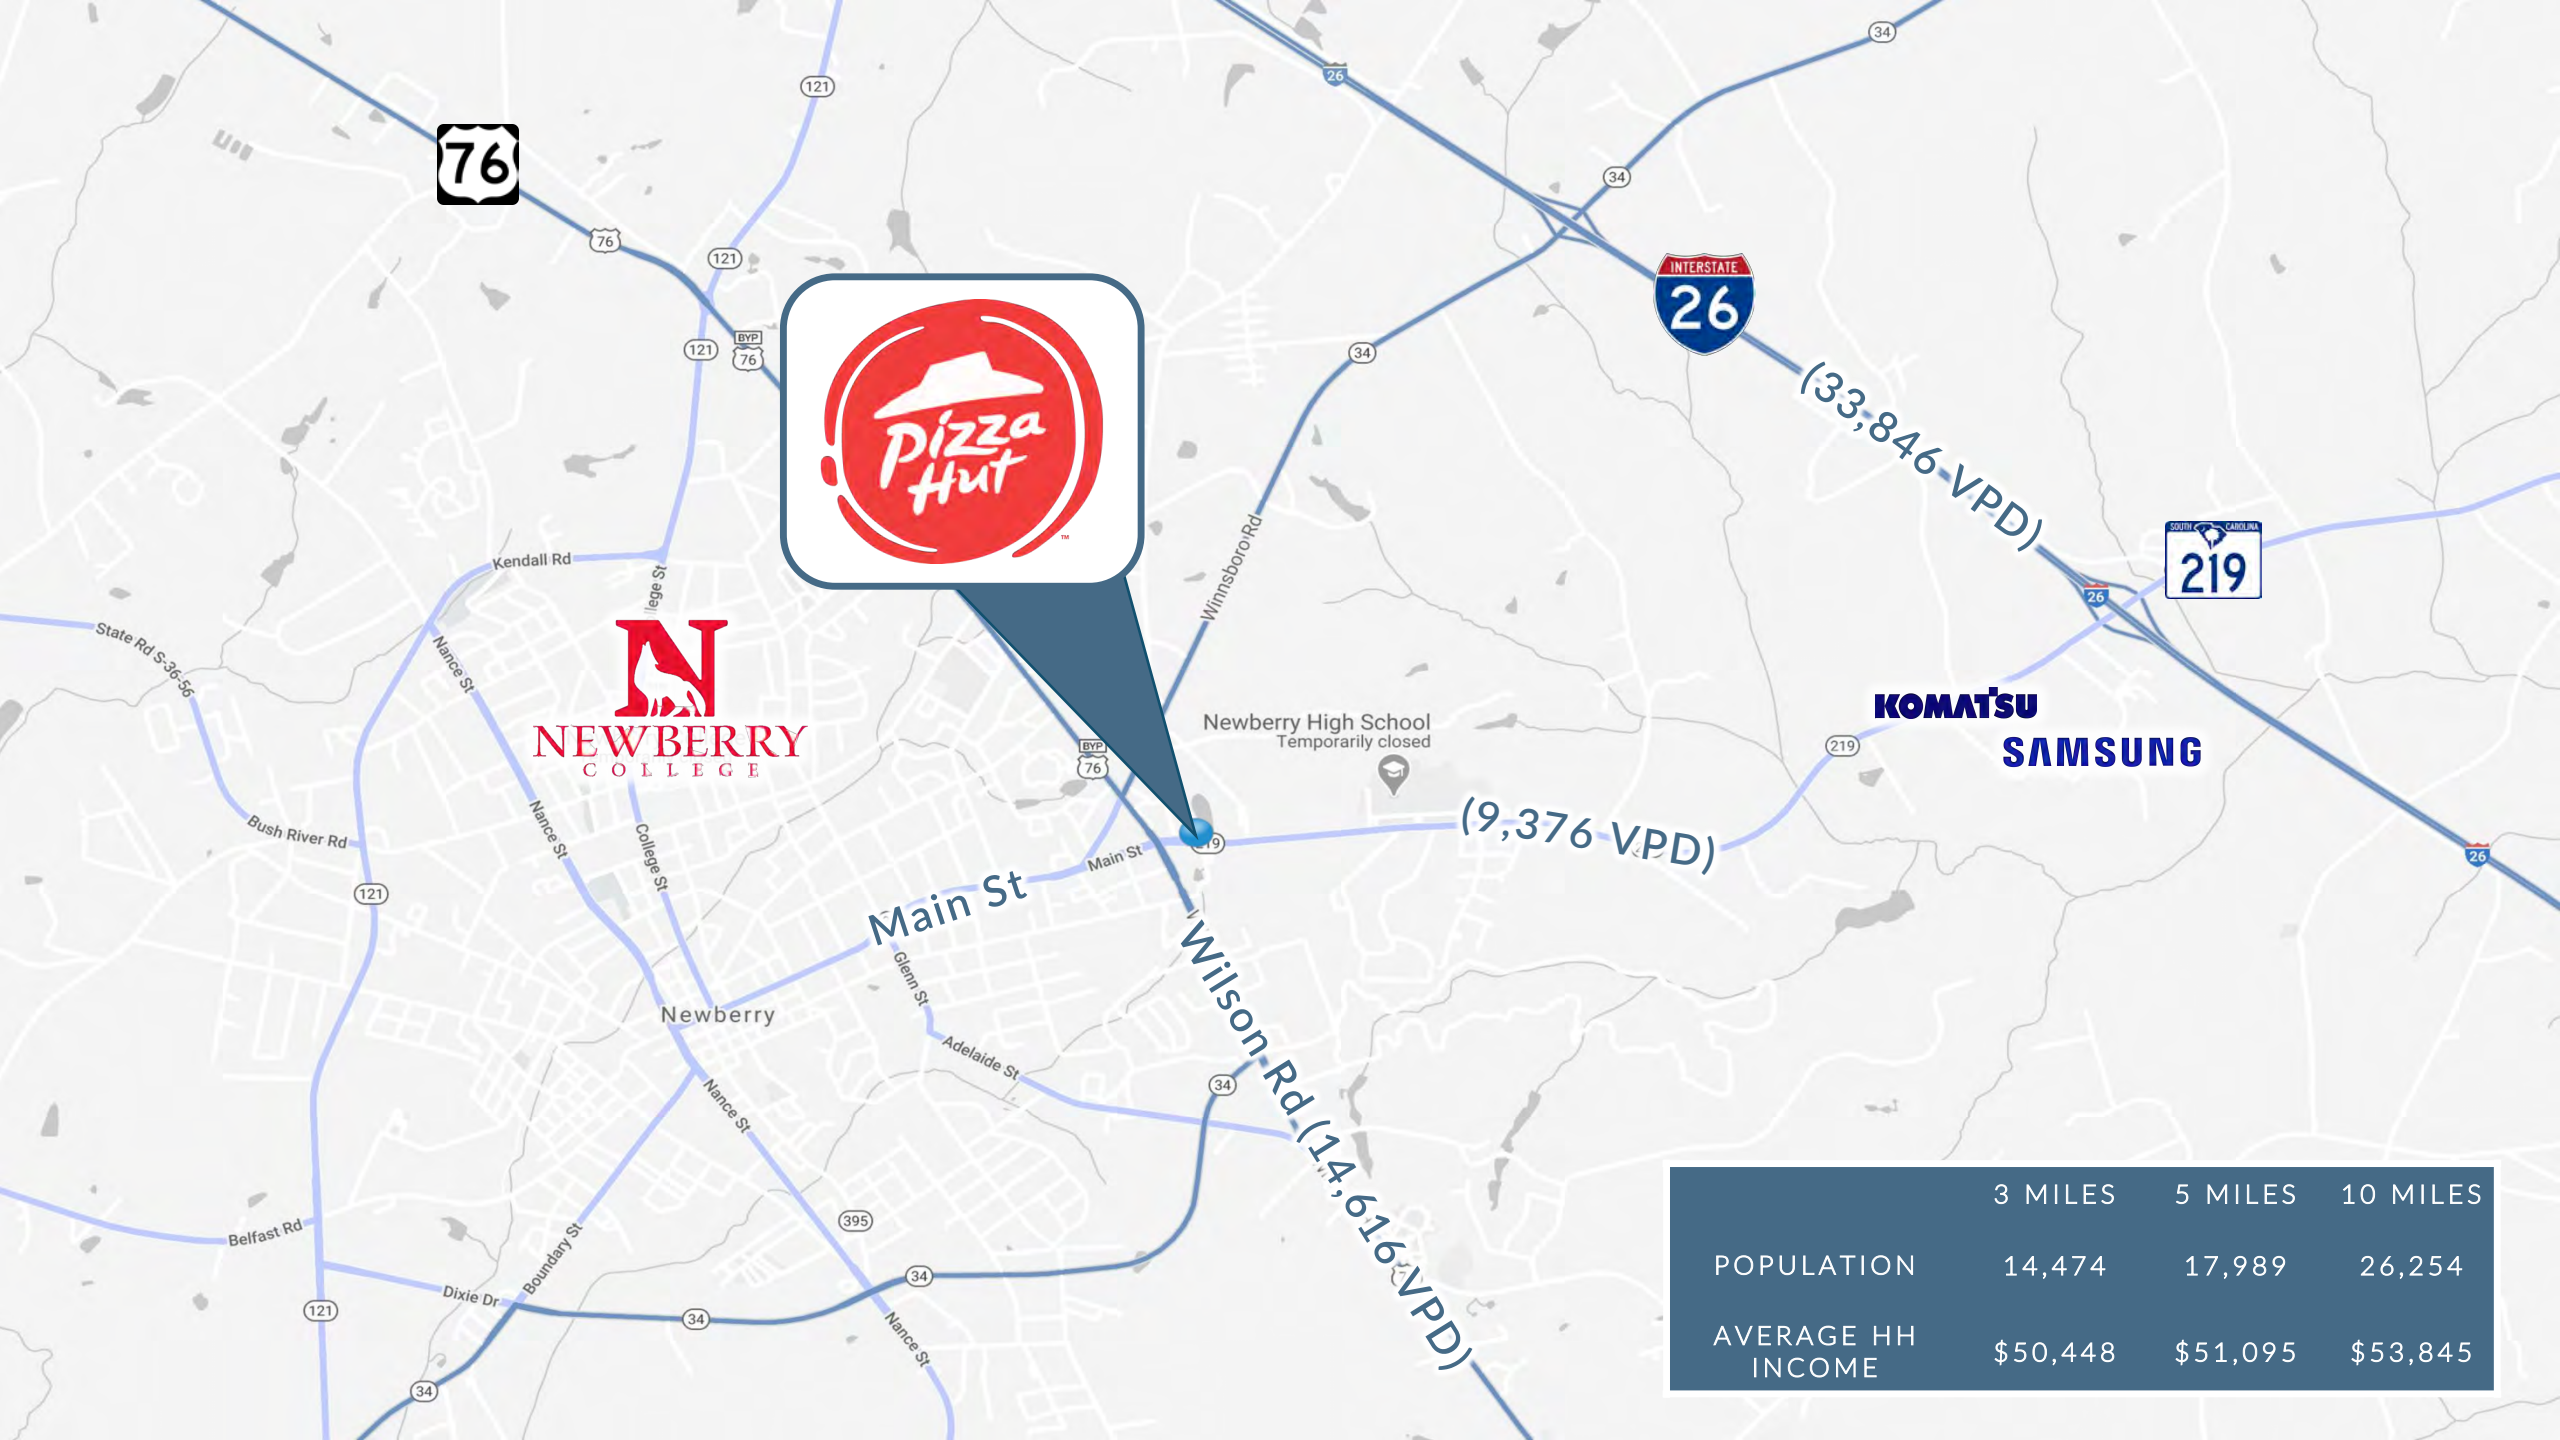 34
26
121
76
34
76
121
INTERSTATE
26
BYP
76
121
34
pizza
Hut
™
(33,846 VPD)
Winnsboro Rd
SOUTH CAROLINA
219
Kendall Rd
lege St
26
State Rd S-36-56
Nance St
N
NEWBERRY
COLLEGE
KOMATSU
SAMSUNG
Newberry High School
Temporarily closed
BYP
76
219
Bush River Rd
Nance St
College St
Main St
(9,376 VPD)
26
121
Main St
Glenn St
Newberry
Wilson Rd (14,616 VPD)
Adelaide St
34
Nance St
395
Belfast Rd
Boundary St
34
Dixie Dr
121
34
Nance St
34
3 MILES 5 MILES 10 MILES
POPULATION 14,474 17,989 26,254
AVERAGE HH
INCOME $50,448 $51,095 $53,845